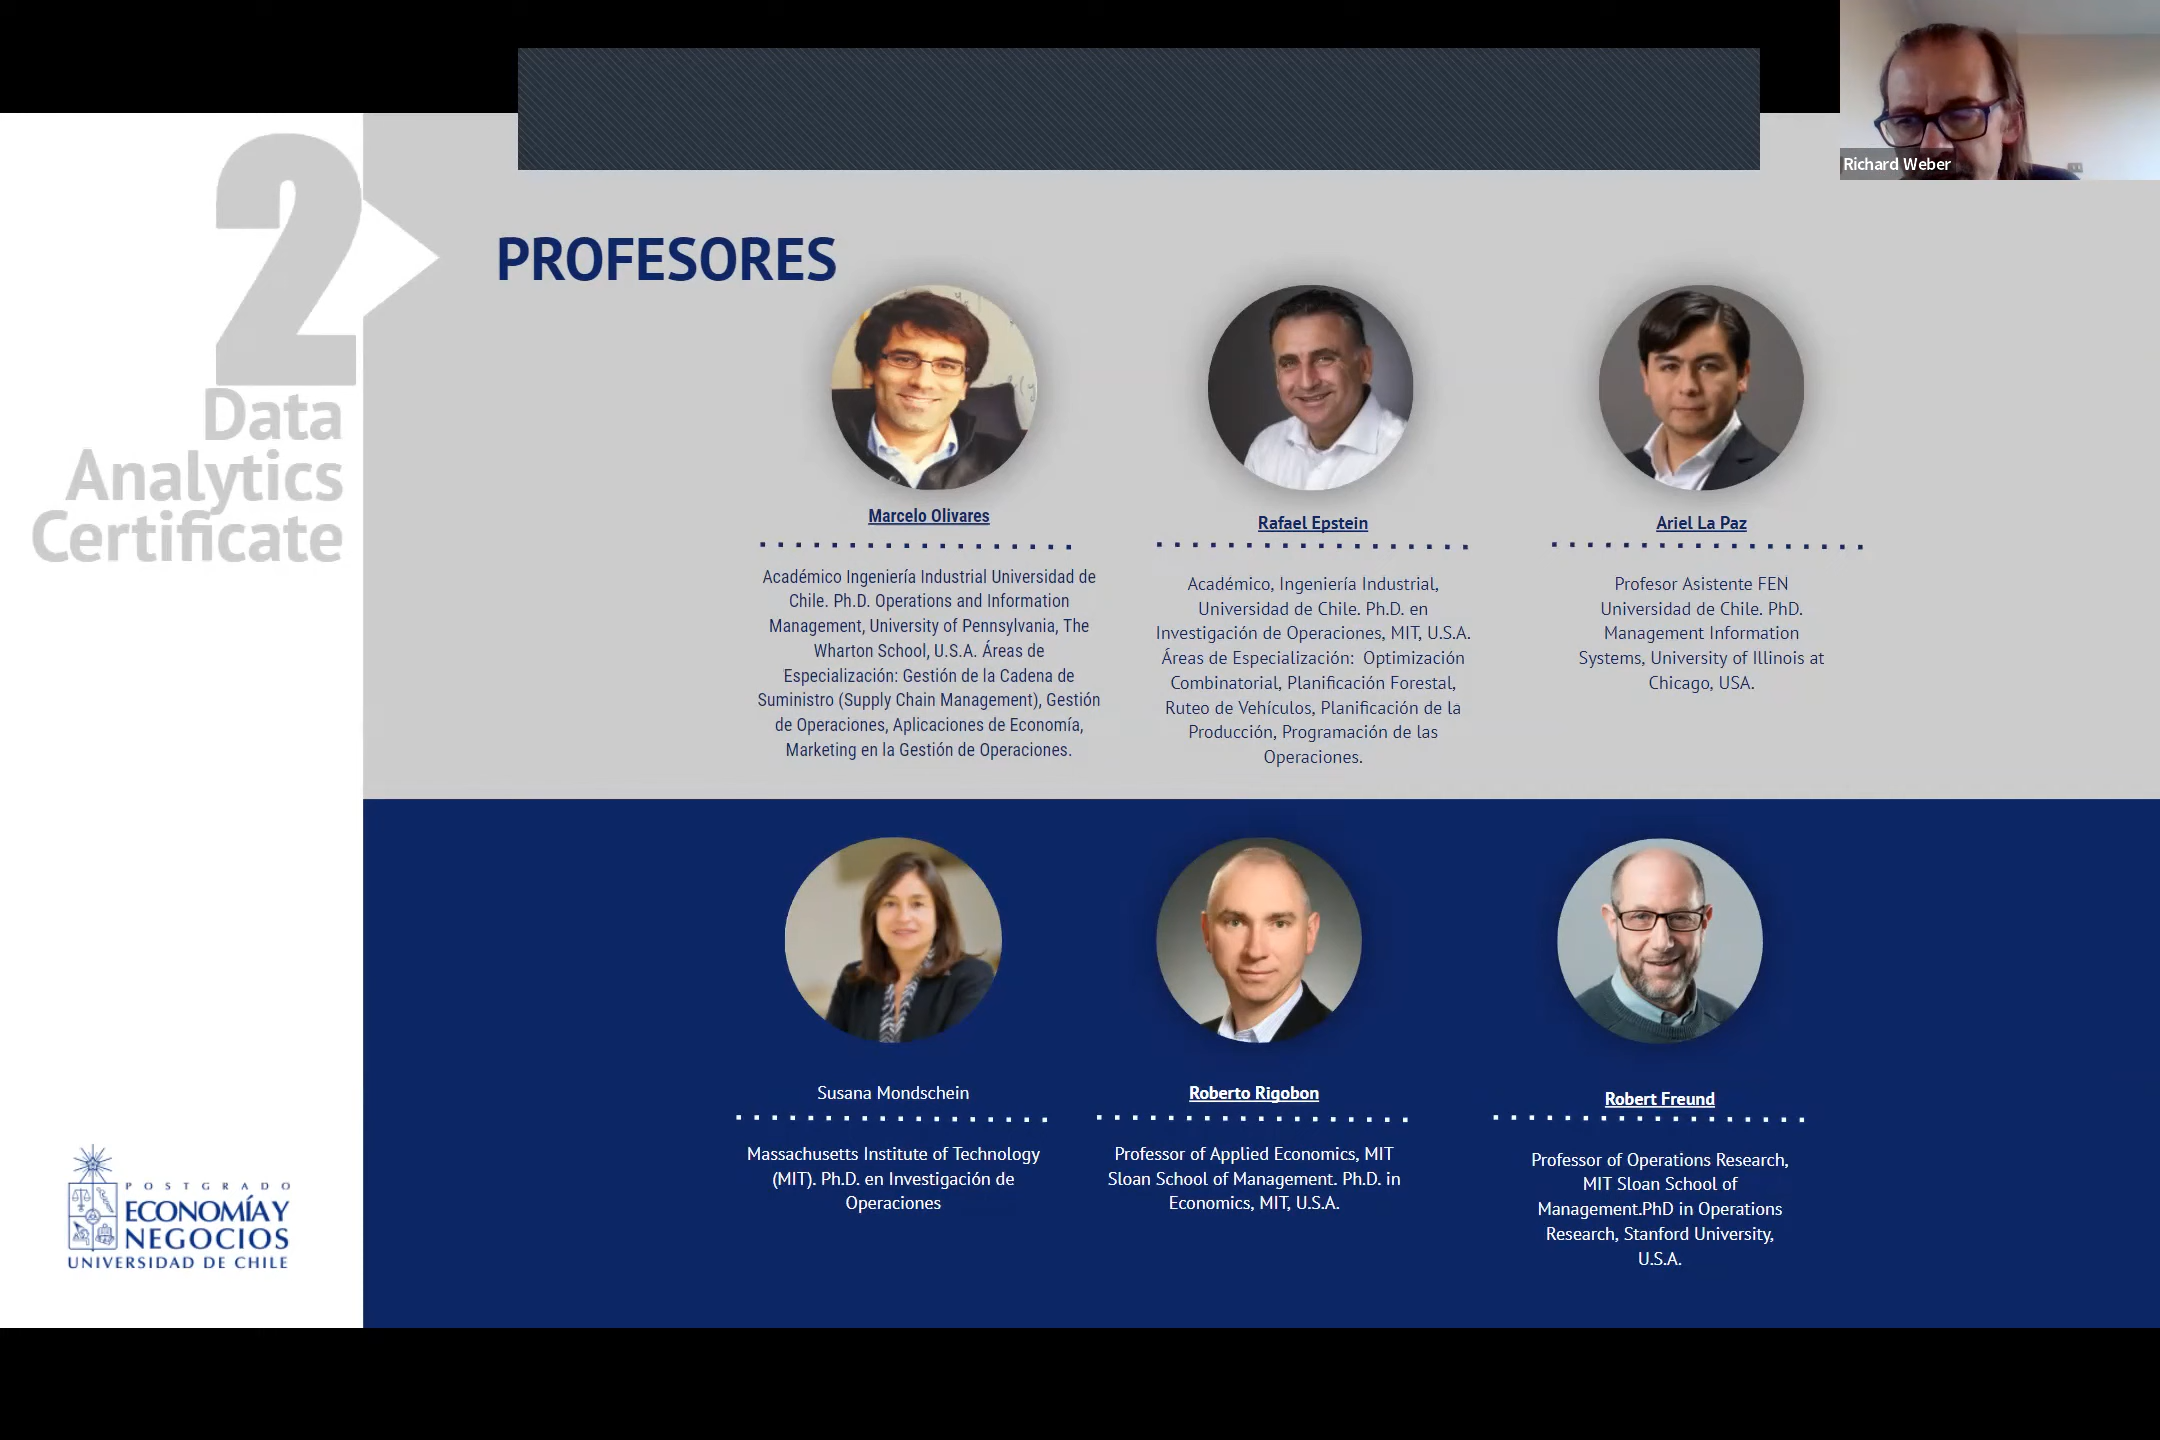 Richard Weber
2
Data
Analytics
Certificate
PROFESORES
Marcelo Olivares
Académico Ingeniería Industrial Universidad de
Chile. Ph.D. Operations and Information
Management, University of Pennsylvania, The
Wharton School, U.S.A. Áreas de
Especialización: Gestión de la Cadena de
Suministro (Supply Chain Management), Gestión
de Operaciones, Aplicaciones de Economía,
Marketing en la Gestión de Operaciones.
Rafael Epstein
Académico, Ingeniería Industrial,
Universidad de Chile. Ph.D. en
Investigación de Operaciones, MIT, U.S.A.
Áreas de Especialización: Optimización
Combinatorial, Planificación Forestal,
Ruteo de Vehículos, Planificación de la
Producción, Programación de las
Operaciones.
Ariel La Paz
Profesor Asistente FEN
Universidad de Chile. PhD.
Management Information
Systems, University of Illinois at
Chicago, USA.
Susana Mondschein
Massachusetts Institute of Technology
(MIT). Ph.D. en Investigación de
Operaciones
Roberto Rigobon
Professor of Applied Economics, MIT
Sloan School of Management. Ph.D. in
Economics, MIT, U.S.A.
Robert Freund
Professor of Operations Research,
MIT Sloan School of
Management.PhD in Operations
Research, Stanford University,
U.S.A.
POSTGRADO
ECONOMÍA Y
NEGOCIOS
UNIVERSIDAD DE CHILE